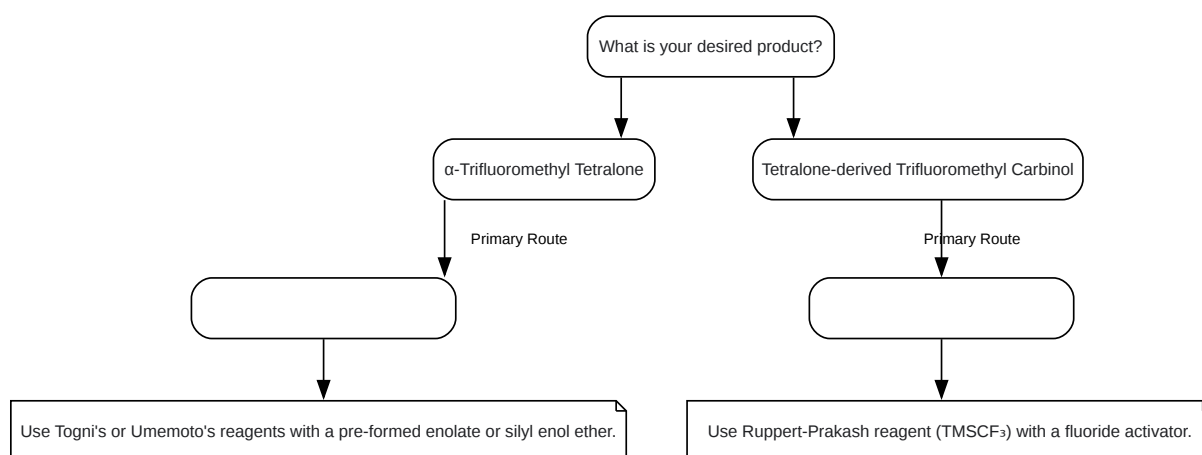 What is your desired product?
α-Trifluoromethyl Tetralone
Tetralone-derived Trifluoromethyl Carbinol
Primary Route
Primary Route
Use Togni's or Umemoto's reagents with a pre-formed enolate or silyl enol ether.
Use Ruppert-Prakash reagent (TMSCF₃) with a fluoride activator.